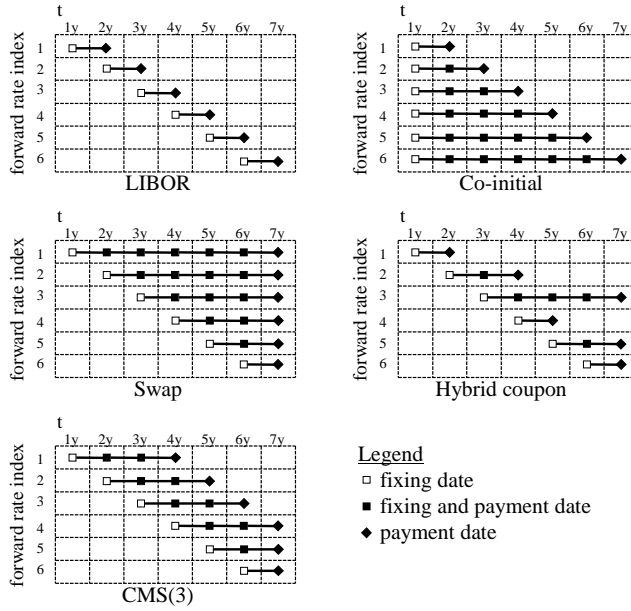 t
1y 2y 3y 4y 5y 6y 7y
forward rate index
1
2
3
4
5
6
LIBOR
t
1y 2y 3y 4y 5y 6y 7y
forward rate index
1
2
3
4
5
6
Co-initial
t
1y 2y 3y 4y 5y 6y 7y
forward rate index
1
2
3
4
5
6
Swap
t
1y 2y 3y 4y 5y 6y 7y
forward rate index
1
2
3
4
5
6
Hybrid coupon
t
1y 2y 3y 4y 5y 6y 7y
forward rate index
1
2
3
4
5
6
CMS(3)
Legend
fixing date
fixing and payment date
payment date